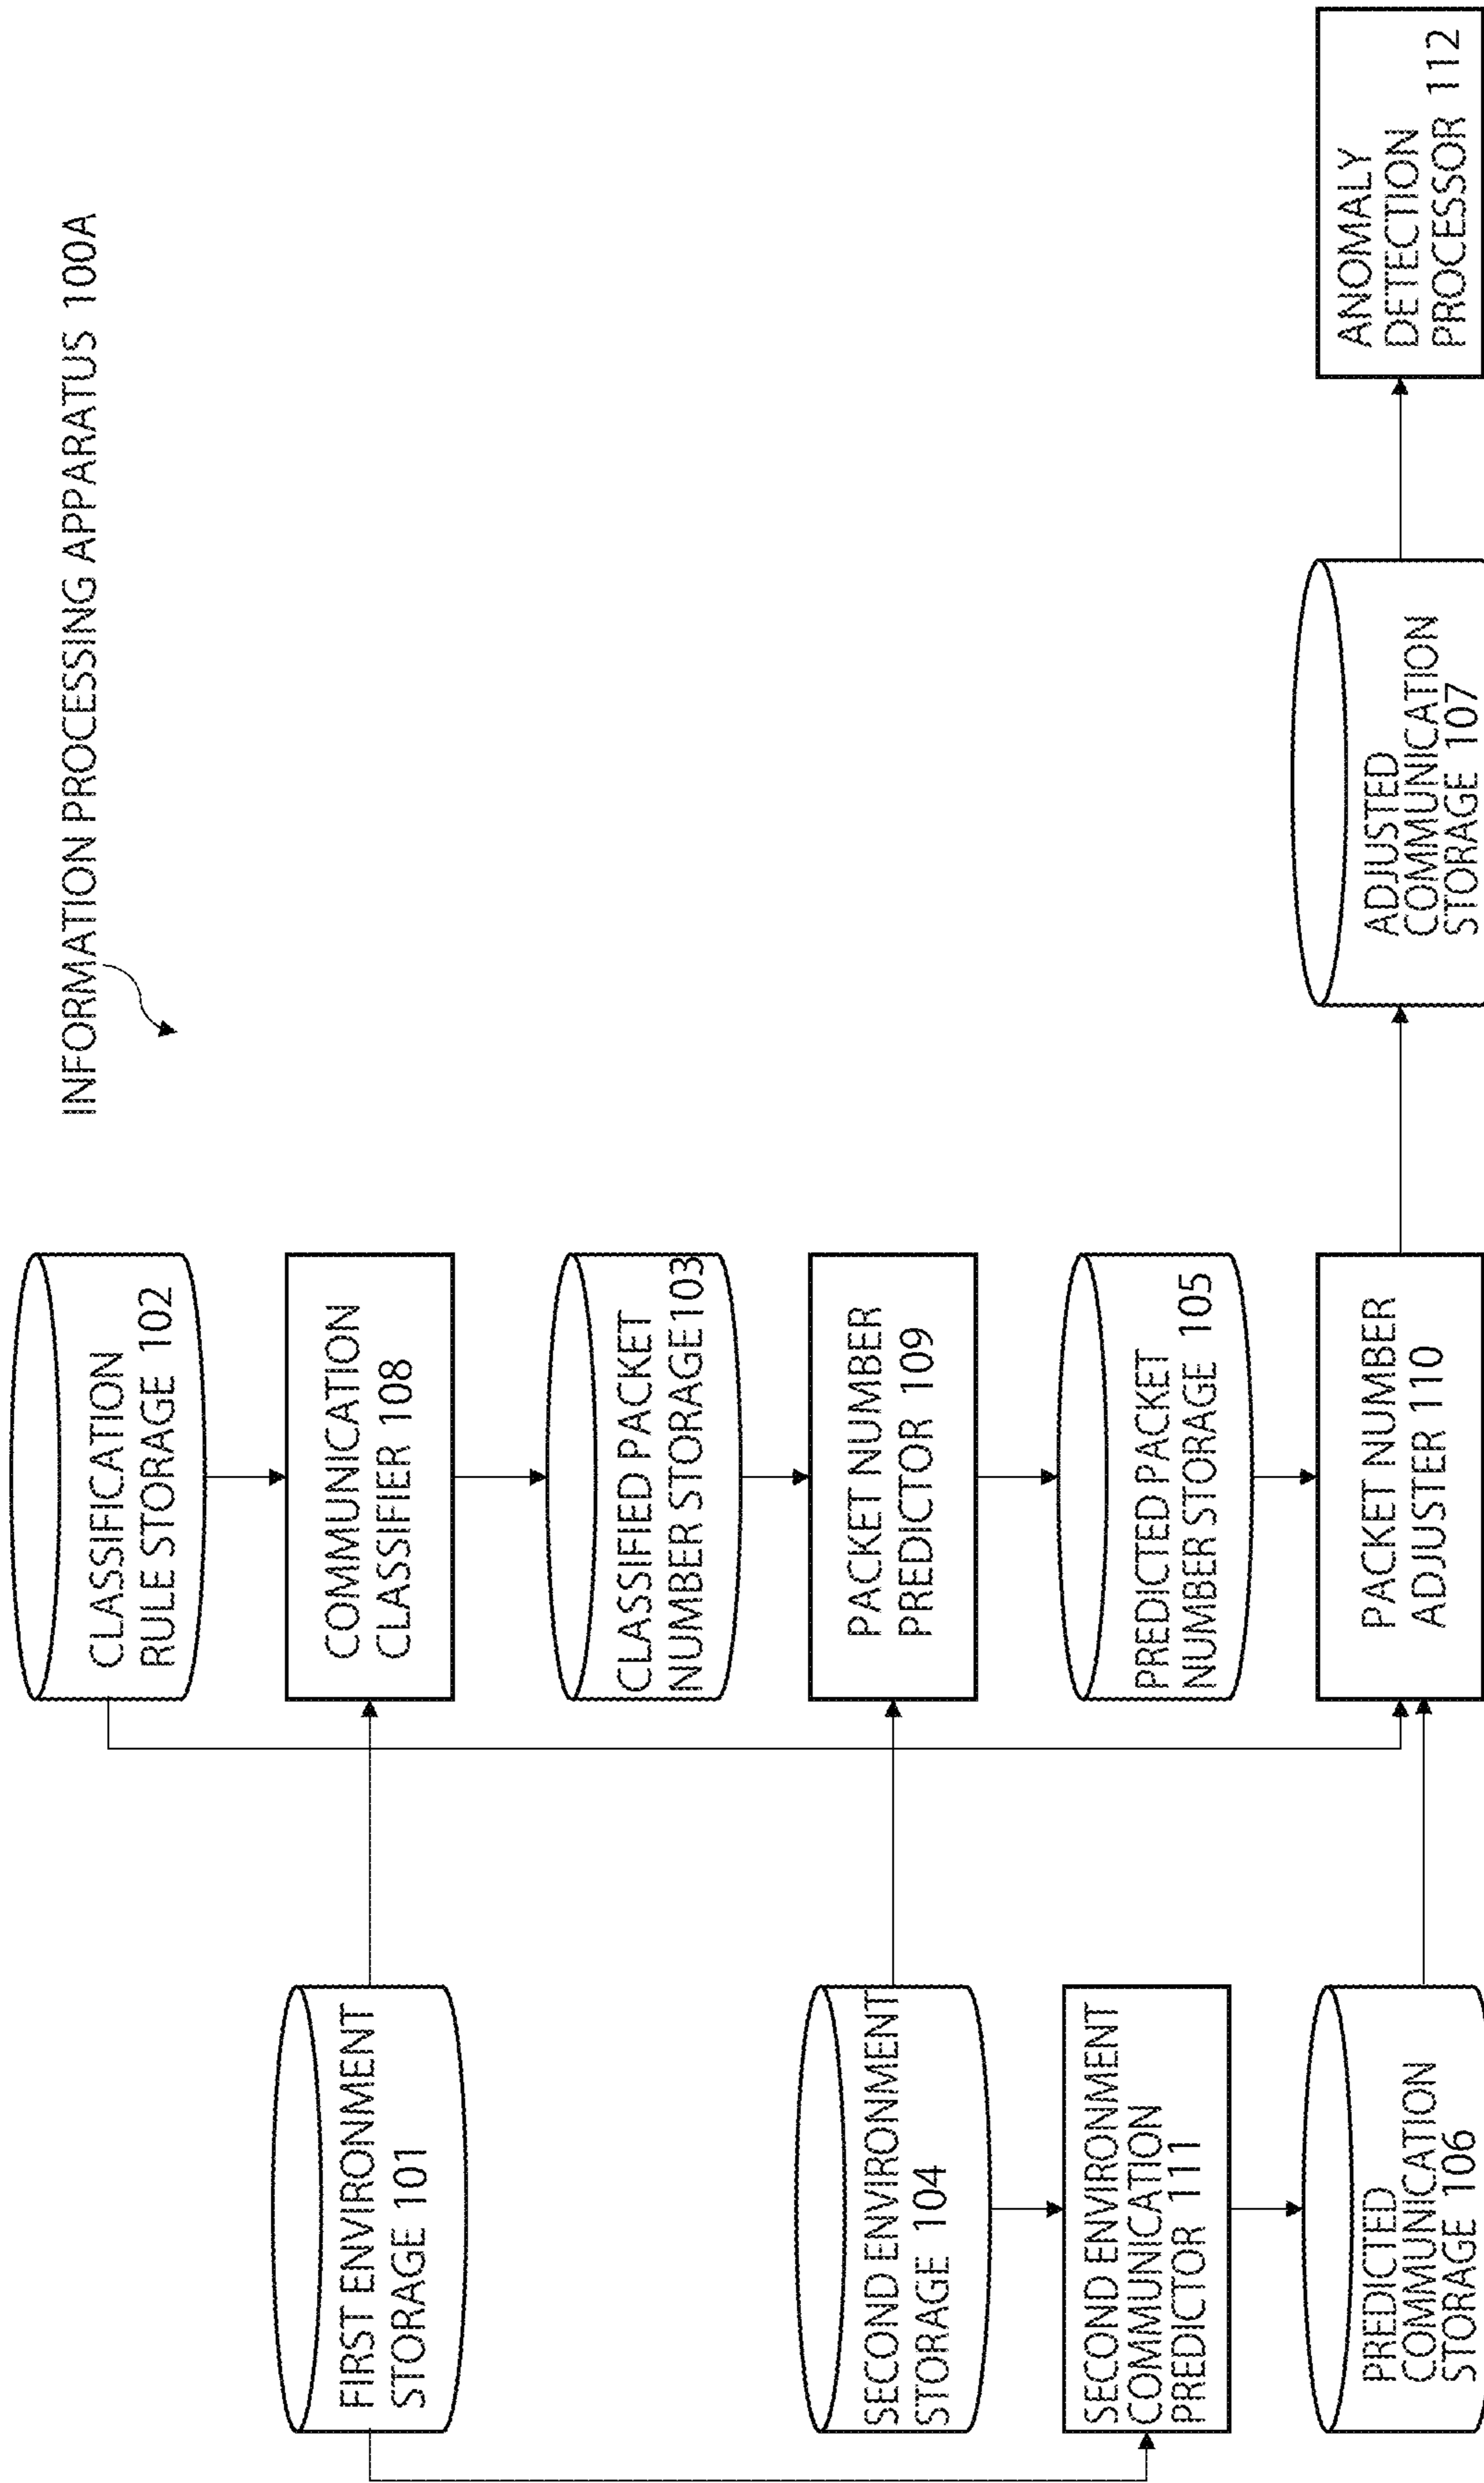 INFORMATION PROCESSING APPARATUS 100A
CLASSIFICATION
RULE STORAGE 102
FIRST ENVIRONMENT
STORAGE 101
COMMUNICATION
CLASSIFIER 108
CLASSIFIED PACKET
NUMBER STORAGE103
SECOND ENVIRONMENT
STORAGE 104
PACKET NUMBER
PREDICTOR 109
SECOND ENVIRONMENT
COMMUNICATION
PREDICTOR 111
PREDICTED PACKET
NUMBER STORAGE 105
PREDICTED
COMMUNICATION
STORAGE 106
PACKET NUMBER
ADJUSTER 110
ADJUSTED
COMMUNICATION
STORAGE 107
ANOMALY
DETECTION
PROCESSOR 112